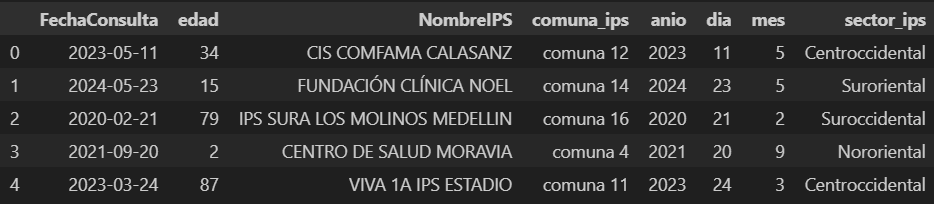 FechaConsulta edad NombreIPS comuna_ips anio dia mes sector_ips
0 2023-05-11 34 CIS COMFAMA CALASANZ comuna 12 2023 11 5 Centroccidental
1 2024-05-23 15 FUNDACIÓN CLÍNICA NOEL comuna 14 2024 23 5 Suroriental
2 2020-02-21 79 IPS SURA LOS MOLINOS MEDELLIN comuna 16 2020 21 2 Suroccidental
3 2021-09-20 2 CENTRO DE SALUD MORAVIA comuna 4 2021 20 9 Nororiental
4 2023-03-24 87 VIVA 1A IPS ESTADIO comuna 11 2023 24 3 Centroccidental